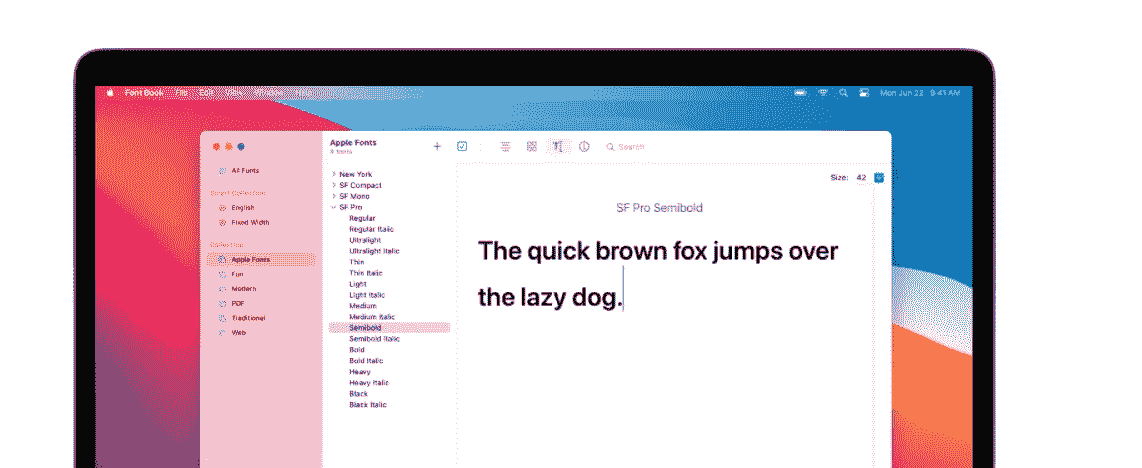 Font Book File Edit View Window Mon Jun 22 9:41 AM
Apple Fonts
Search
All Fonts
Smart Collection
English
Fixed Width
Collection
Apple Fonts
Fun
Modern
PDF
Traditional
Web
New York
SF Compact
SF Mono
SF Pro
Regular
Regular Italic
Ultralight
Ultralight Italic
Thin
Thin Italic
Light
Light Italic
Medium
Medium Italic
Semibold
Semibold Italic
Bold
Bold Italic
Heavy
Heavy Italic
Black
Black Italic
Size: 42
SF Pro Semibold
The quick brown fox jumps over
the lazy dog.